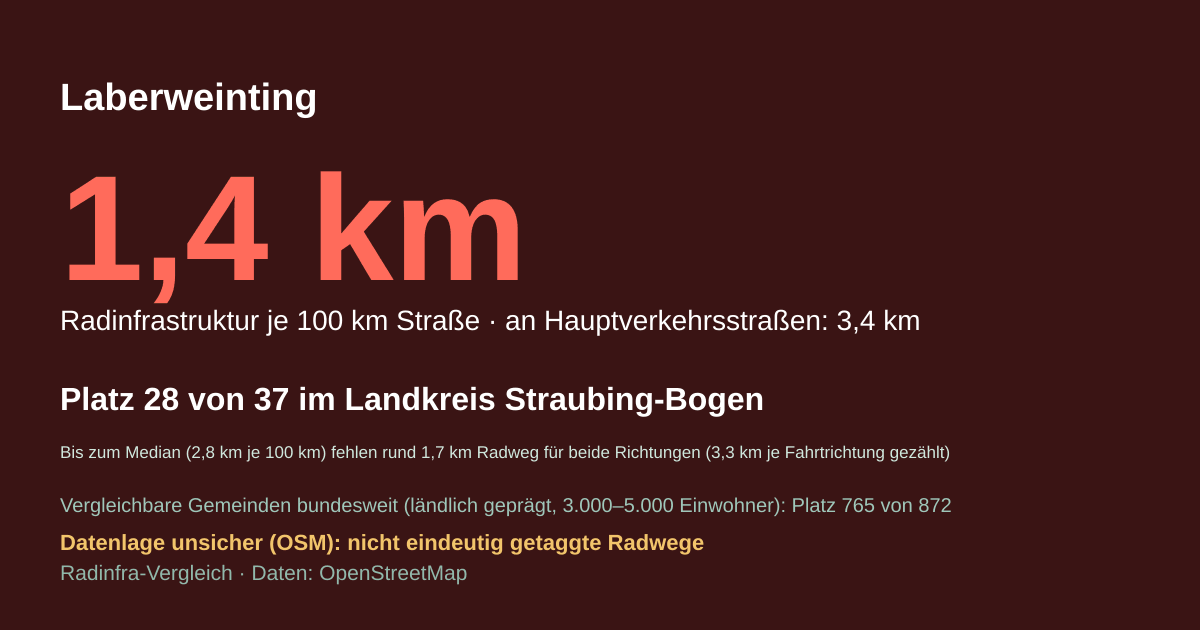 Laberweinting
1,4 km
Radinfrastruktur je 100 km Straße · an Hauptverkehrsstraßen: 3,4 km
Platz 28 von 37 im Landkreis Straubing-Bogen
Bis zum Median (2,8 km je 100 km) fehlen rund 1,7 km Radweg für beide Richtungen (3,3 km je Fahrtrichtung gezählt)
Vergleichbare Gemeinden bundesweit (ländlich geprägt, 3.000–5.000 Einwohner): Platz 765 von 872
Datenlage unsicher (OSM): nicht eindeutig getaggte Radwege
Radinfra-Vergleich · Daten: OpenStreetMap